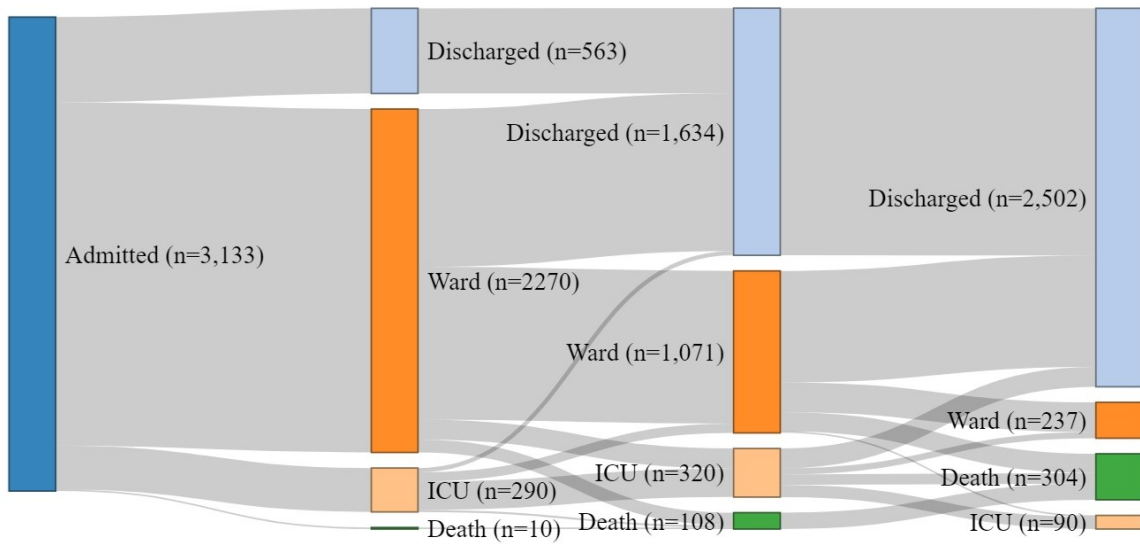 Admitted (n=3,133)
Discharged (n=563)
Ward (n=2270)
ICU (n=290)
Death (n=10)
Discharged (n=1,634)
Ward (n=1,071)
ICU (n=320)
Death (n=108)
Discharged (n=2,502)
Ward (n=237)
Death (n=304)
ICU (n=90)